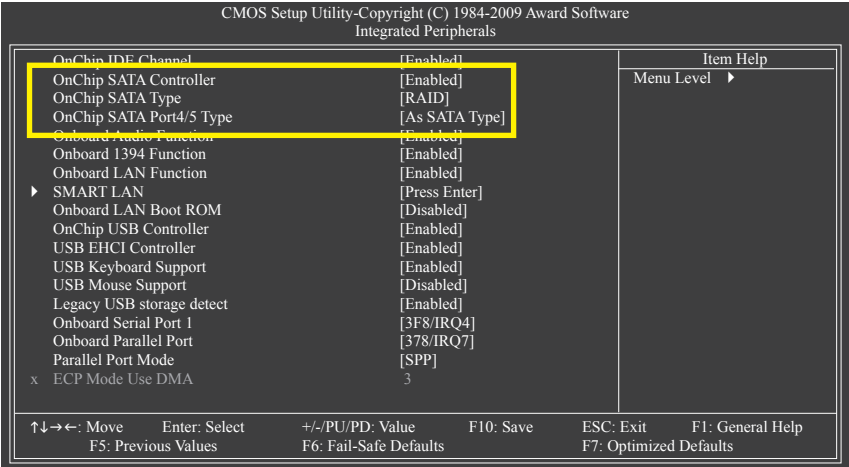 CMOS Setup Utility-Copyright (C) 1984-2009 Award Software
Integrated Peripherals
OnChip IDE Channel [Enabled]
OnChip SATA Controller [Enabled]
OnChip SATA Type [RAID]
OnChip SATA Port4/5 Type [As SATA Type]
Onboard Audio Function [Enabled]
Onboard 1394 Function [Enabled]
Onboard LAN Function [Enabled]
SMART LAN [Press Enter]
Onboard LAN Boot ROM [Disabled]
OnChip USB Controller [Enabled]
USB EHCI Controller [Enabled]
USB Keyboard Support [Enabled]
USB Mouse Support [Disabled]
Legacy USB storage detect [Enabled]
Onboard Serial Port 1 [3F8/IRQ4]
Onboard Parallel Port [378/IRQ7]
Parallel Port Mode [SPP]
x ECP Mode Use DMA 3
Item Help
Menu Level
↑↓→←: Move Enter: Select +/-/PU/PD: Value F10: Save ESC: Exit F1: General Help
F5: Previous Values F6: Fail-Safe Defaults F7: Optimized Defaults